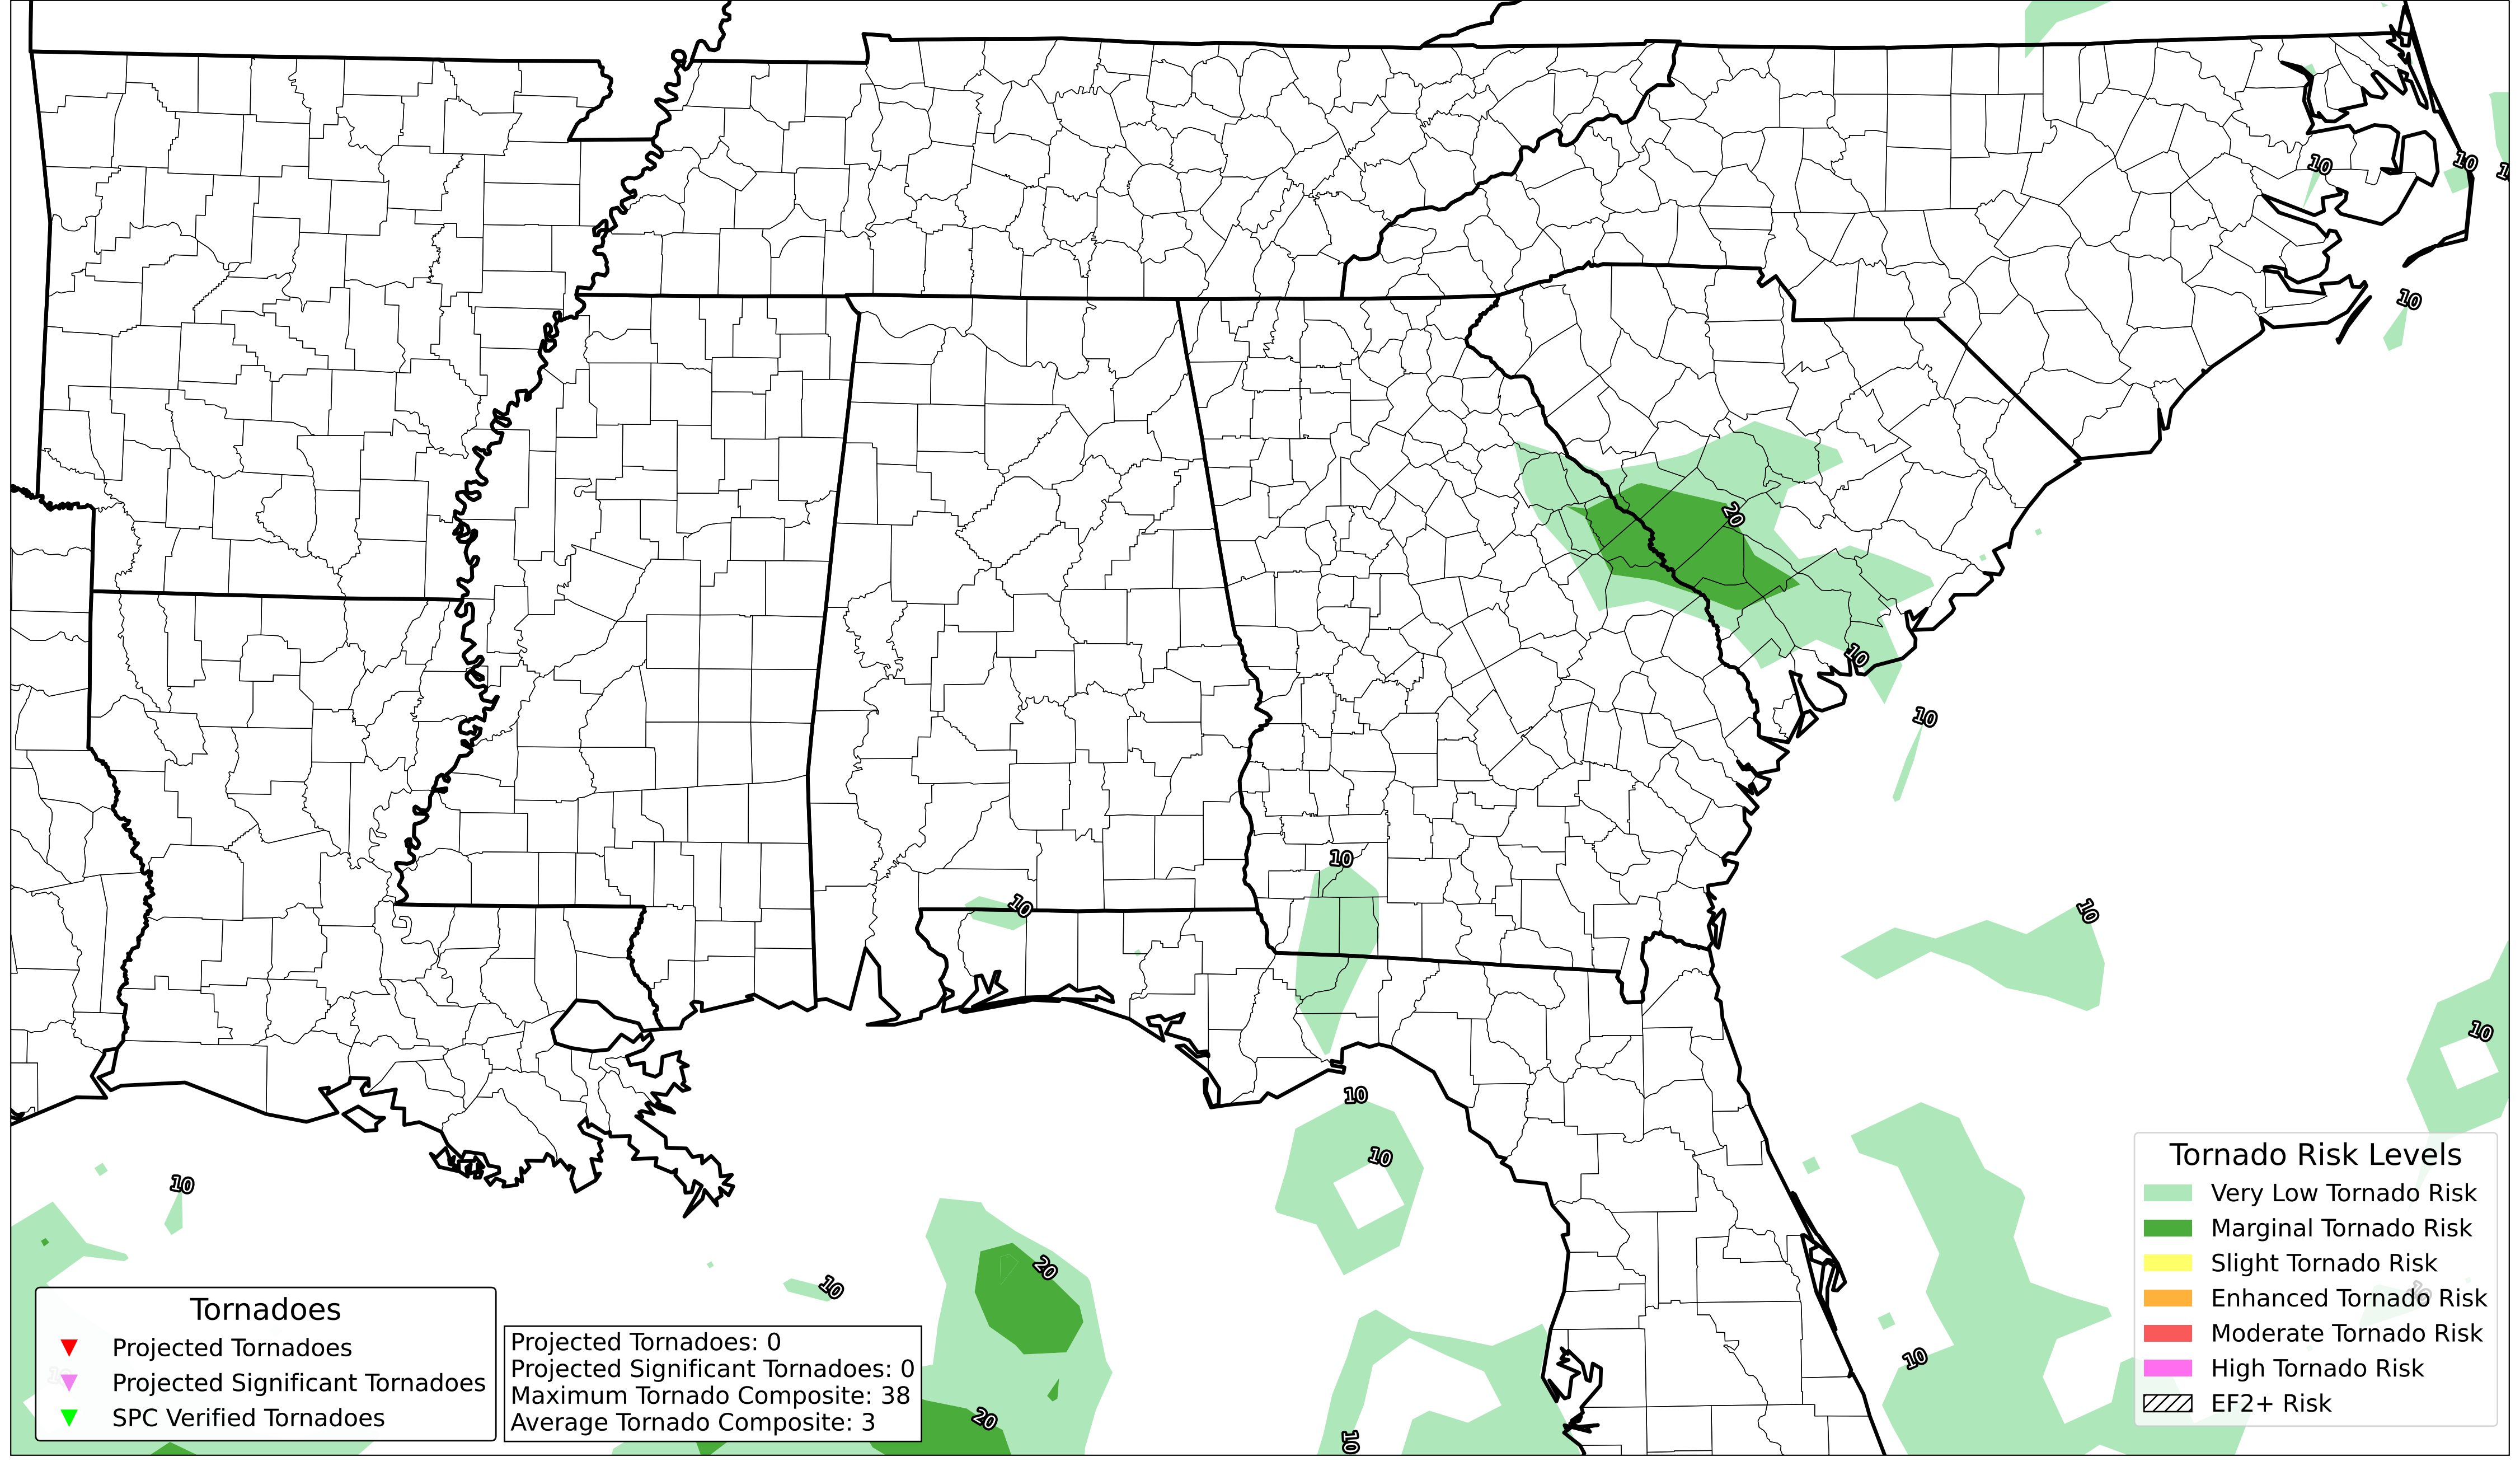 10
10
1
10
20
10
10
10
10
10
10
10
10
10
20
10
10
10
20
10
Tornadoes
Projected Tornadoes
Projected Significant Tornadoes
SPC Verified Tornadoes
Projected Tornadoes: 0
Projected Significant Tornadoes: 0
Maximum Tornado Composite: 38
Average Tornado Composite: 3
Tornado Risk Levels
Very Low Tornado Risk
Marginal Tornado Risk
Slight Tornado Risk
Enhanced Tornado Risk
Moderate Tornado Risk
High Tornado Risk
EF2+ Risk